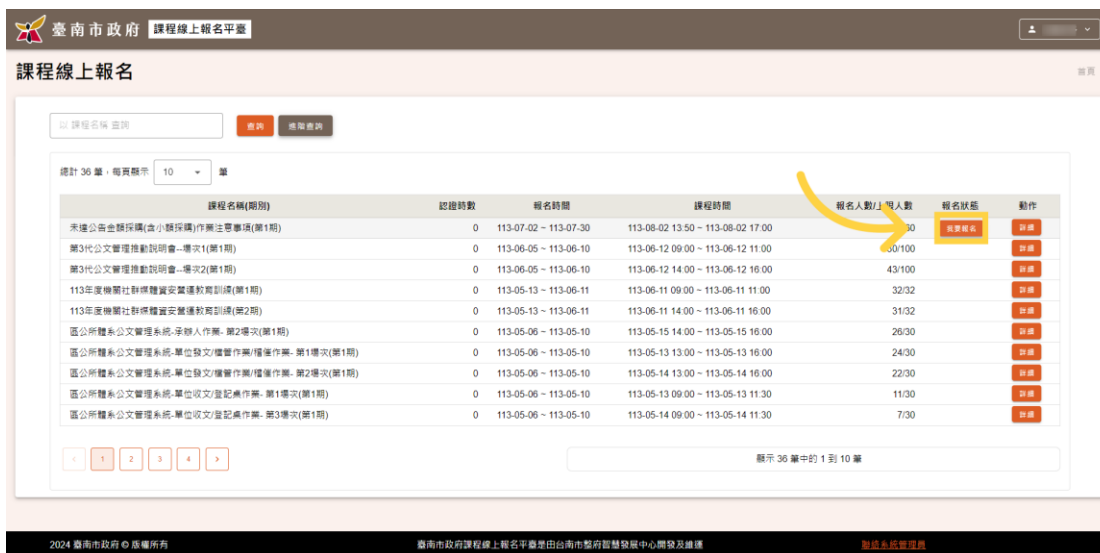 臺南市政府 課程線上報名平臺
課程線上報名
首頁
以 課程名稱 查詢 查詢 進階查詢
總計 36 筆,每頁顯示 10 筆
課程名稱(期別) 認證時數 報名時間 課程時間 報名人數/上限人數 報名狀態 動作
未達公告金額採購(含小額採購)作業注意事項(第1期) 0 113-07-02 ~ 113-07-30 113-08-02 13:50 ~ 113-08-02 17:00 我要報名 詳細
第3代公文管理推動說明會--場次1(第1期) 0 113-06-05 ~ 113-06-10 113-06-12 09:00 ~ 113-06-12 11:00 詳細
第3代公文管理推動說明會--場次2(第1期) 0 113-06-05 ~ 113-06-10 113-06-12 14:00 ~ 113-06-12 16:00 43/100 詳細
113年度機關社群媒體資安營運教育訓練(第1期) 0 113-05-13 ~ 113-06-11 113-06-11 09:00 ~ 113-06-11 11:00 32/32 詳細
113年度機關社群媒體資安營運教育訓練(第2期) 0 113-05-13 ~ 113-06-11 113-06-11 14:00 ~ 113-06-11 16:00 31/32 詳細
區公所體系公文管理系統-承辦人作業- 第2場次(第1期) 0 113-05-06 ~ 113-05-10 113-05-15 14:00 ~ 113-05-15 16:00 26/30 詳細
區公所體系公文管理系統-單位發文/檔管作業/稽催作業- 第1場次(第1期) 0 113-05-06 ~ 113-05-10 113-05-13 13:00 ~ 113-05-13 16:00 24/30 詳細
區公所體系公文管理系統-單位發文/檔管作業/稽催作業- 第2場次(第1期) 0 113-05-06 ~ 113-05-10 113-05-14 13:00 ~ 113-05-14 16:00 22/30 詳細
區公所體系公文管理系統-單位收文/登記桌作業- 第1場次(第1期) 0 113-05-06 ~ 113-05-10 113-05-13 09:00 ~ 113-05-13 11:30 11/30 詳細
區公所體系公文管理系統-單位收文/登記桌作業- 第3場次(第1期) 0 113-05-06 ~ 113-05-10 113-05-14 09:00 ~ 113-05-14 11:30 7/30 詳細
< 1 2 3 4 > 顯示 36 筆中的 1 到 10 筆
2024 臺南市政府 © 版權所有 臺南市政府課程線上報名平臺是由台南市政府智慧發展中心開發及維運 聯絡系統管理員